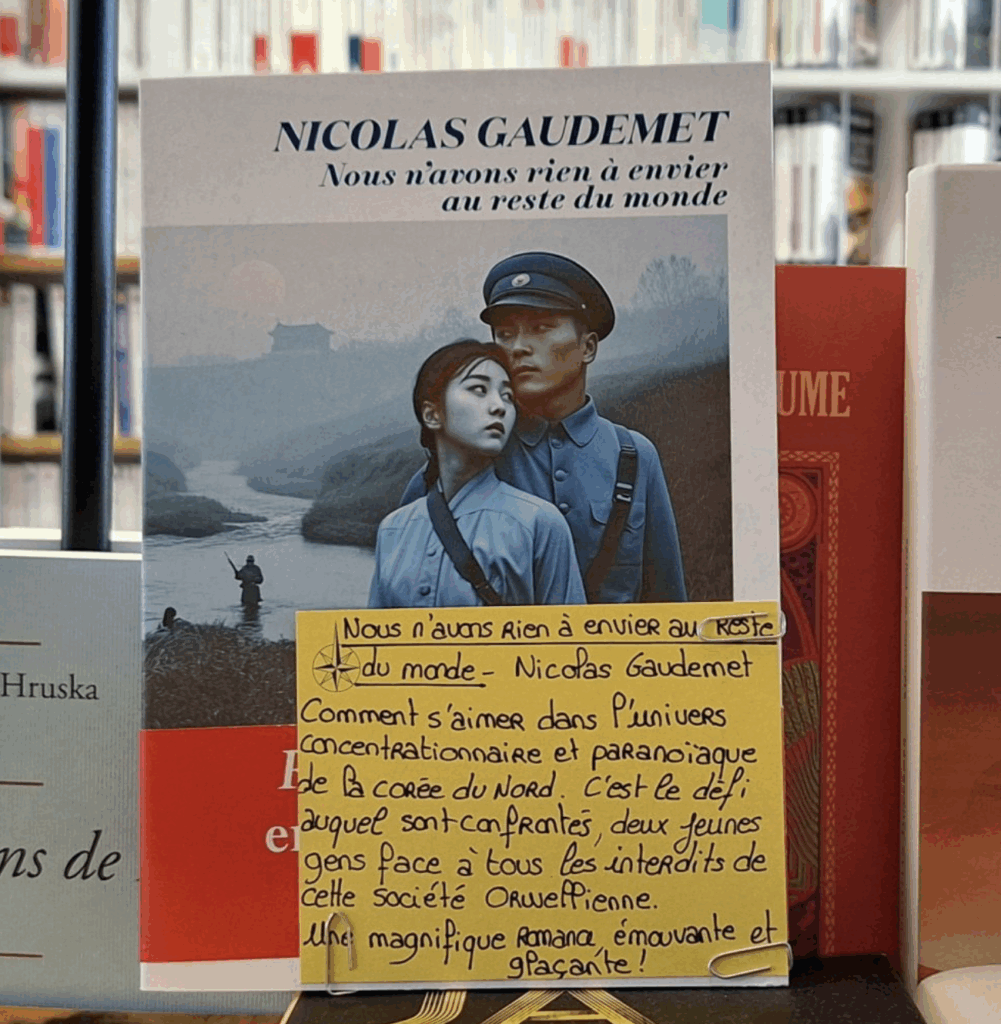 NICOLAS GAUDEMET
Nous n'avons rien à envier
au reste du monde
UME
Hruska
ns de
Nous n'avons rien à envier au reste
du monde - Nicolas Gaudemet
Comment s'aimer dans l'univers
concentrationnaire et paranoïaque
de la corée du Nord. C'est le défi
auquel sont confrontés, deux jeunes
gens face à tous les interdits de
cette société Orwellienne.
Une magnifique romance, émouvante et
glaçante !